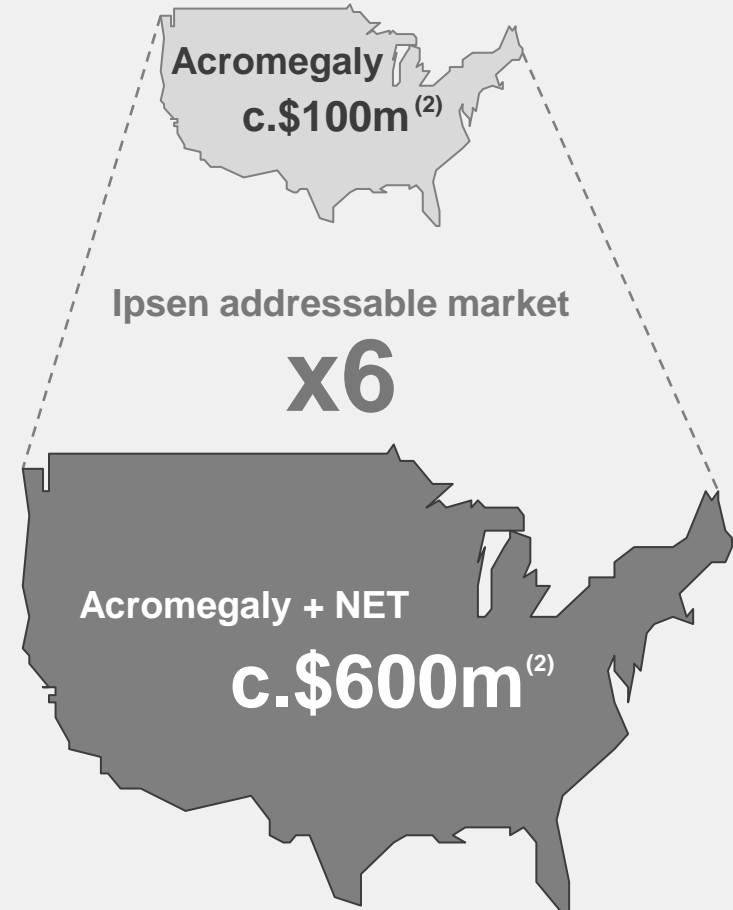 Acromegaly
c.$100m (2)
Ipsen addressable market
x6
Acromegaly + NET
c.$600m (2)